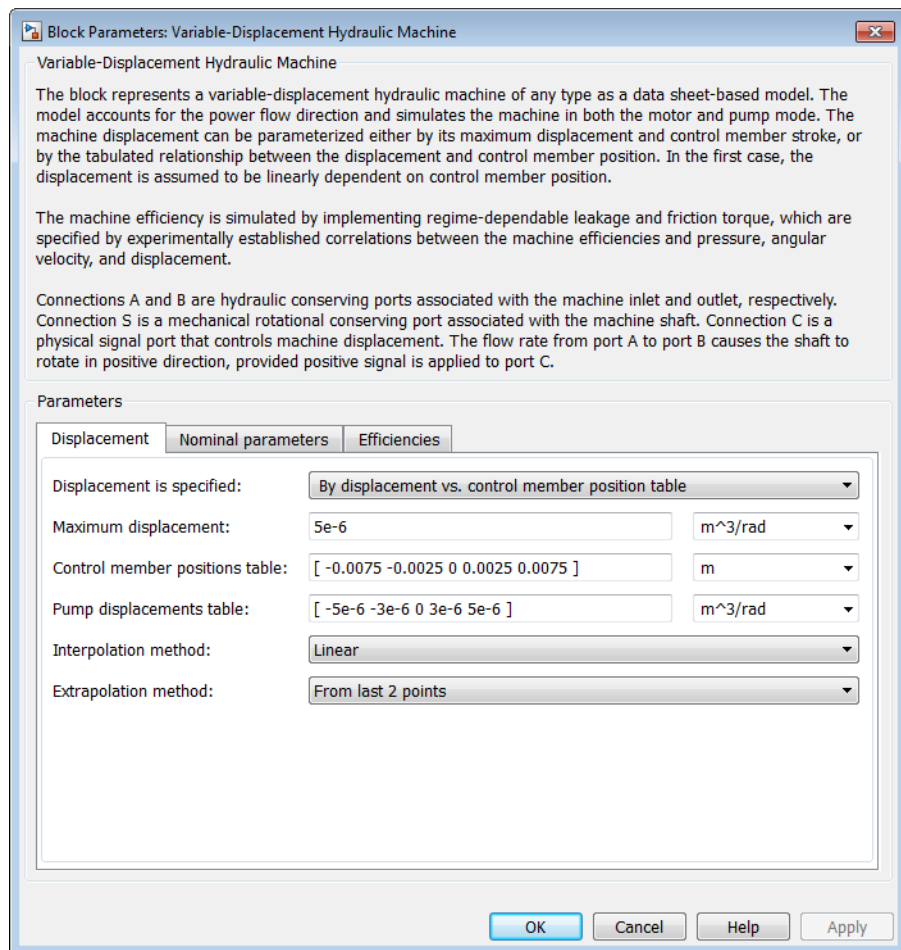 Block Parameters: Variable-Displacement Hydraulic Machine
Variable-Displacement Hydraulic Machine
The block represents a variable-displacement hydraulic machine of any type as a data sheet-based model. The
model accounts for the power flow direction and simulates the machine in both the motor and pump mode. The
machine displacement can be parameterized either by its maximum displacement and control member stroke, or
by the tabulated relationship between the displacement and control member position. In the first case, the
displacement is assumed to be linearly dependent on control member position.
The machine efficiency is simulated by implementing regime-dependable leakage and friction torque, which are
specified by experimentally established correlations between the machine efficiencies and pressure, angular
velocity, and displacement.
Connections A and B are hydraulic conserving ports associated with the machine inlet and outlet, respectively.
Connection S is a mechanical rotational conserving port associated with the machine shaft. Connection C is a
physical signal port that controls machine displacement. The flow rate from port A to port B causes the shaft to
rotate in positive direction, provided positive signal is applied to port C.
Parameters
Displacement Nominal parameters Efficiencies
Displacement is specified: By displacement vs. control member position table
Maximum displacement: 5e-6 m^3/rad
Control member positions table: [ -0.0075 -0.0025 0 0.0025 0.0075 ] m
Pump displacements table: [ -5e-6 -3e-6 0 3e-6 5e-6 ] m^3/rad
Interpolation method: Linear
Extrapolation method: From last 2 points
OK Cancel Help Apply